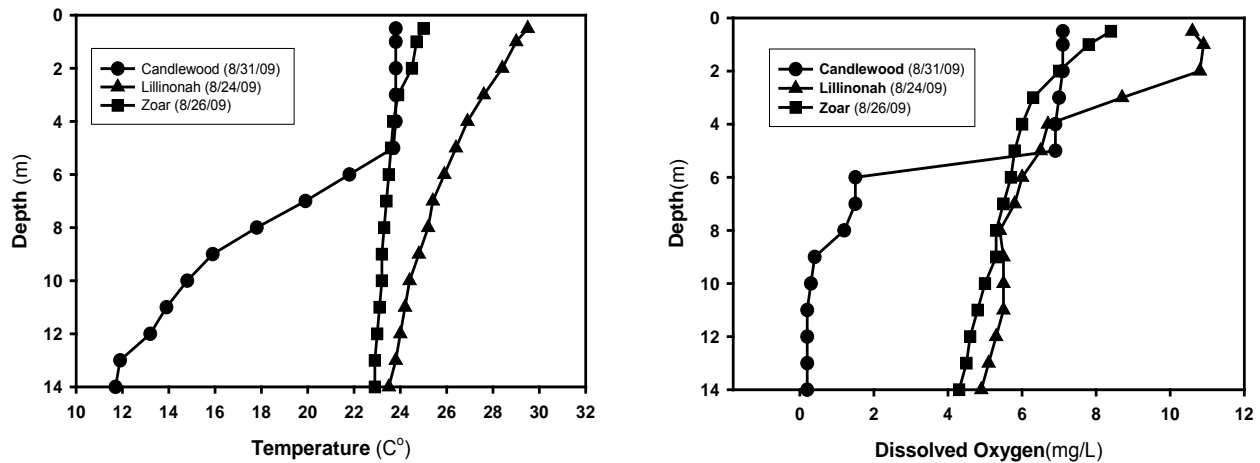 0
2
4
6
8
10
12
14
Depth (m)
Candlewood (8/31/09)
Lillinonah (8/24/09)
Zoar (8/26/09)
10 12 14 16 18 20 22 24 26 28 30 32
Temperature (C°)
0
2
4
6
8
10
12
14
Depth(m)
Candlewood (8/31/09)
Lillinonah (8/24/09)
Zoar (8/26/09)
0 2 4 6 8 10 12
Dissolved Oxygen(mg/L)